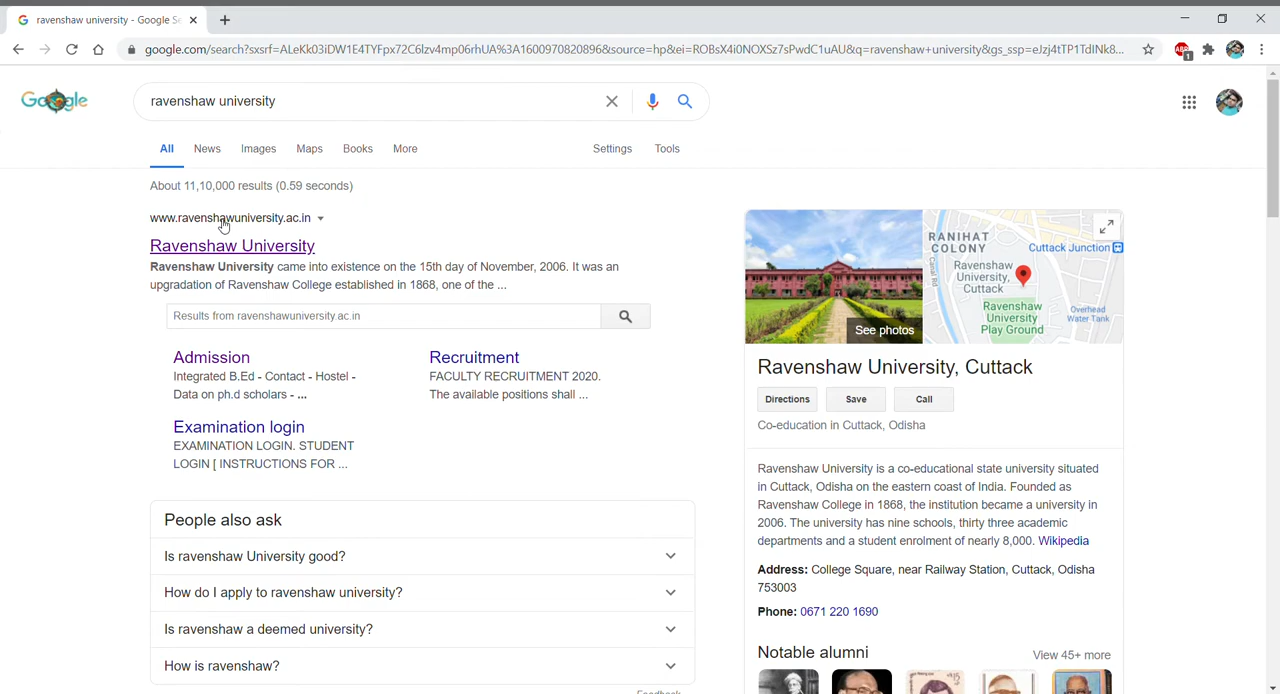 ravenshaw university - Google Se
google.com/search?sxsrf=ALeKk03iDW1E4TYFpx72C6lzv4mp06rhUA%3A1600970820896&source=hp&ei=ROBsX4i0NOXSz7sPwdC1uAU&q=ravenshaw+university&gs_ssp=eJzj4tTP1TdINk8...
ABP
1
Google
ravenshaw university
All News Images Maps Books More Settings Tools
About 11,10,000 results (0.59 seconds)
www.ravenshawuniversity.ac.in
Ravenshaw University
Ravenshaw University came into existence on the 15th day of November, 2006. It was an
upgradation of Ravenshaw College established in 1868, one of the ...
Results from ravenshawuniversity.ac.in
Admission
Integrated B.Ed - Contact - Hostel -
Data on ph.d scholars - ...
Recruitment
FACULTY RECRUITMENT 2020.
The available positions shall ...
Examination login
EXAMINATION LOGIN. STUDENT
LOGIN [ INSTRUCTIONS FOR ...
People also ask
Is ravenshaw University good?
How do I apply to ravenshaw university?
Is ravenshaw a deemed university?
How is ravenshaw?
Feedback
See photos
RANIHAT
COLONY
Cuttack Junction
Canal Rd
Ravenshaw
University,
Cuttack
Ravenshaw
University
Play Ground
Overhead
Water Tank
Ravenshaw University, Cuttack
Directions Save Call
Co-education in Cuttack, Odisha
Ravenshaw University is a co-educational state university situated
in Cuttack, Odisha on the eastern coast of India. Founded as
Ravenshaw College in 1868, the institution became a university in
2006. The university has nine schools, thirty three academic
departments and a student enrolment of nearly 8,000. Wikipedia
Address: College Square, near Railway Station, Cuttack, Odisha
753003
Phone: 0671 220 1690
Notable alumni View 45+ more